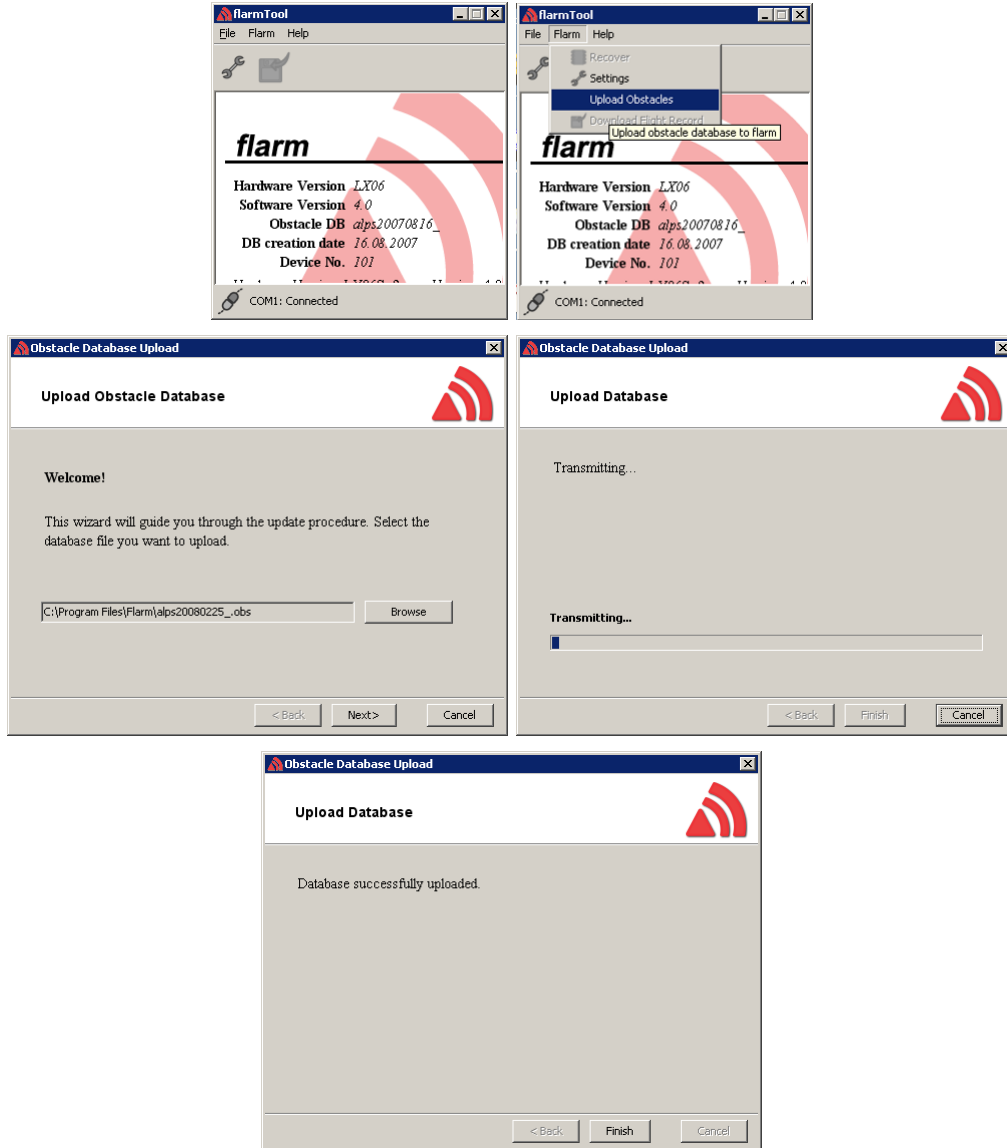 flarmTool
File Flarm Help
flarm
Hardware Version LX06
Software Version 4.0
Obstacle DB alps20070816_
DB creation date 16.08.2007
Device No. 101
COM1: Connected
flarmTool
File Flarm Help
Recover
Settings
Upload Obstacles
Download Flight Record
Upload obstacle database to flarm
flarm
Hardware Version LX06
Software Version 4.0
Obstacle DB alps20070816_
DB creation date 16.08.2007
Device No. 101
COM1: Connected
Obstacle Database Upload
Upload Obstacle Database
Welcome!
This wizard will guide you through the update procedure. Select the
database file you want to upload.
C:\Program Files\Flarm\alps20080225_.obs Browse
< Back Next> Cancel
Obstacle Database Upload
Upload Database
Transmitting...
Transmitting...
< Back Finish Cancel
Obstacle Database Upload
Upload Database
Database successfully uploaded.
< Back Finish Cancel